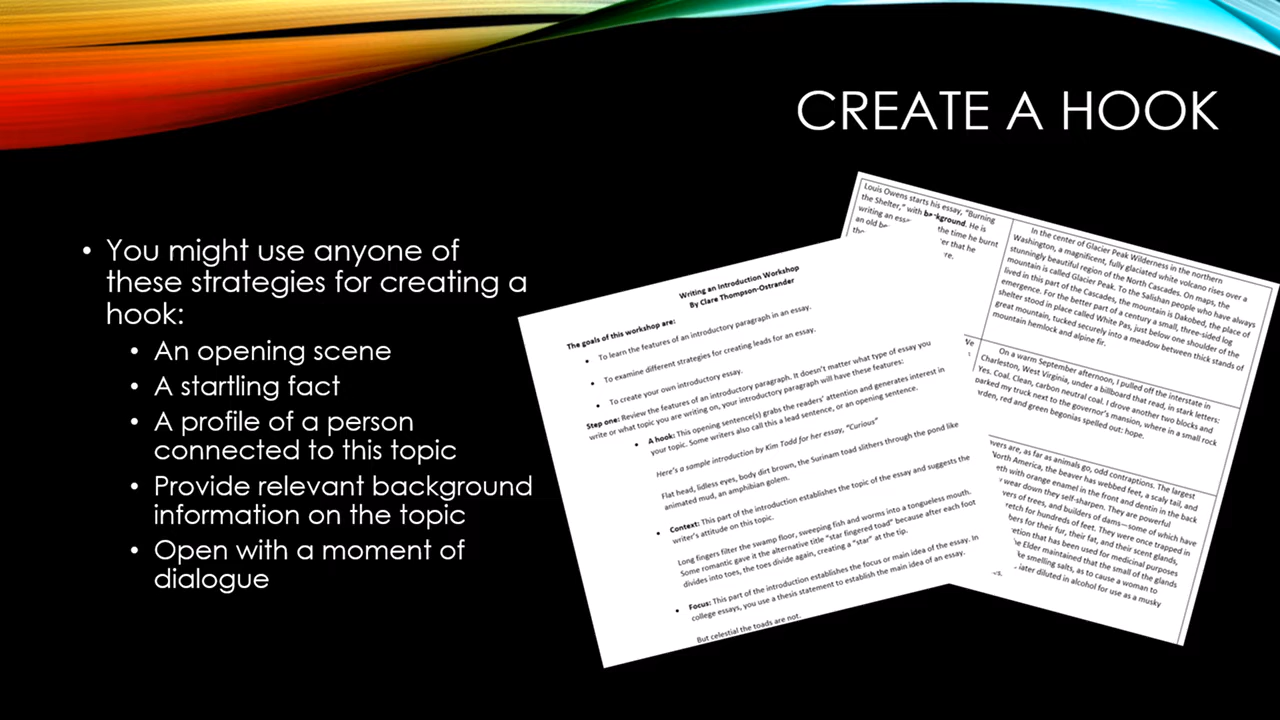 CREATE A HOOK
• You might use anyone of
these strategies for creating a
hook:
• An opening scene
• A startling fact
• A profile of a person
connected to this topic
• Provide relevant background
information on the topic
• Open with a moment of
dialogue
Writing an Introduction Workshop
By Clare Thompson-Ostrander
The goals of this workshop are:
• To learn the features of an introductory paragraph in an essay.
• To examine different strategies for creating leads for an essay.
• To create your own introductory essay.
Step one: Review the features of an introductory paragraph. It doesn't matter what type of essay you
write or what topic you are writing on, your introductory paragraph will have these features:
• A hook: This opening sentence(s) grabs the readers' attention and generates interest in
your topic. Some writers also call this a lead sentence, or an opening sentence.
Here's a sample introduction by Kim Todd for her essay, "Curious"
Flat head, lidless eyes, body dirt brown, the Surinam toad slithers through the pond like
animated mud, an amphibian golem.
• Context: This part of the introduction establishes the topic of the essay and suggests the
writer's attitude on this topic.
Long fingers filter the swamp floor, sweeping fish and worms into a tongueless mouth.
Some romantic gave it the alternative title "star fingered toad" because after each foot
divides into toes, the toes divide again, creating a "star" at the tip.
• Focus: This part of the introduction establishes the focus or main idea of the essay. In
college essays, you use a thesis statement to establish the main idea of an essay.
But celestial the toads are not.
Louis Owens starts his essay, "Burning
the Shelter," with background. He is
writing an ess
the time he burnt
an old
er that he
re.
In the center of Glacier Peak Wilderness in the northern
Washington, a magnificent, fully glaciated white volcano rises over a
stunningly beautiful region of the North Cascades. On maps, the
mountain is called Glacier Peak. To the Salishan people who have always
lived in this part of the Cascades, the mountain is Dakobed, the place of
emergence. For the better part of a century a small, three-sided log
shelter stood in place called White Pas, just below one shoulder of the
great mountain, tucked securely into a meadow between thick stands of
mountain hemlock and alpine fir.
We
On a warm September afternoon, I pulled off the interstate in
Charleston, West Virginia, under a billboard that read, in stark letters:
Yes. Coal. Clean, carbon neutral coal. I drove another two blocks and
parked my truck next to the governor's mansion, where in a small rock
arden, red and green begonias spelled out: hope.
vers are, as far as animals go, odd contraptions. The largest
North America, the beaver has webbed feet, a scaly tail, and
eth with orange enamel in the front and dentin in the back
wear down they self-sharpen. They are powerful
vers of trees, and builders of dams—some of which have
retch for hundreds of feet. They were once trapped in
bers for their fur, their fat, and their scent glands,
etion that has been used for medicinal purposes
he Elder maintained that the small of the glands
ke smelling salts, as to cause a woman to
later diluted in alcohol for use as a musky
s.